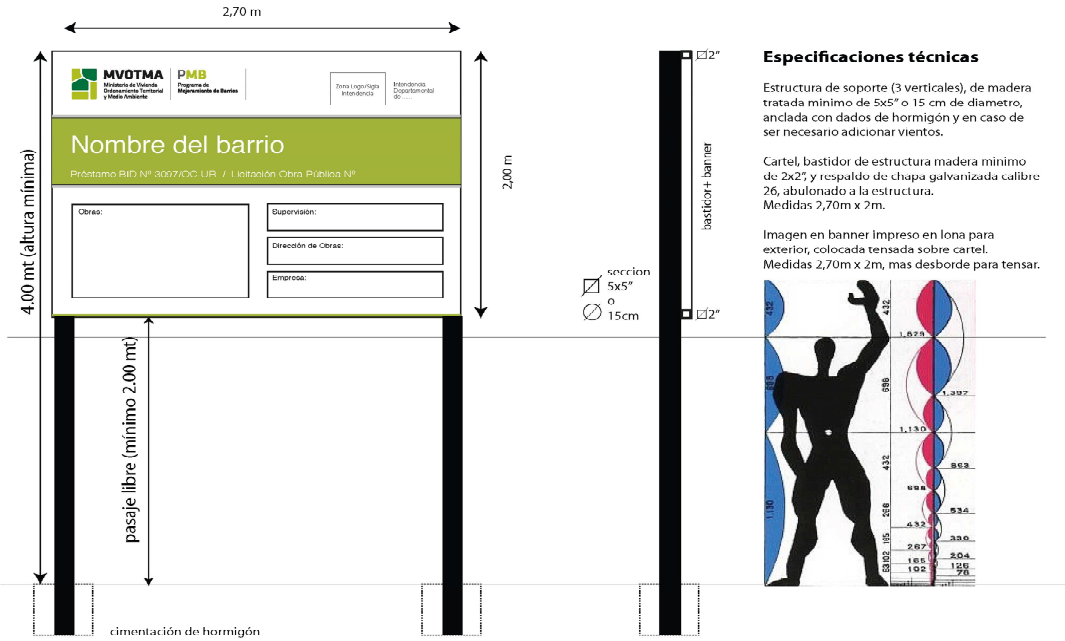 2,70 m
MVOTMA
Ministerio de Vivienda
Ordenamiento Territorial
y Medio Ambiente
PMB
Programa de
Mejoramiento de Barrios
Zona Logo/Sigla
Intendencia
Intendencia
Departamental
de .....
Nombre del barrio
Préstamo BID Nº 3097/OC-UR / Licitación Obra Pública Nº
Obras:
Supervisión:
Dirección de Obras:
Empresa:
4.00 mt (altura mínima)
pasaje libre (mínimo 2.00 mt)
2,00 m
cimentación de hormigón
2"
bastidor+ banner
seccion
5x5"
o
15cm
2"
Especificaciones técnicas
Estructura de soporte (3 verticales), de madera
tratada minimo de 5x5" o 15 cm de diametro,
anclada con dados de hormigón y en caso de
ser necesario adicionar vientos.
Cartel, bastidor de estructura madera minimo
de 2x2", y respaldo de chapa galvanizada calibre
26, abulonado a la estructura.
Medidas 2,70m x 2m.
Imagen en banner impreso en lona para
exterior, colocada tensada sobre cartel.
Medidas 2,70m x 2m, mas desborde para tensar.
432
698
1.130
432
698
432
266
165
63 102
1,829
1,397
1,130
863
698
534
432
330
267
204
165
126
102
78